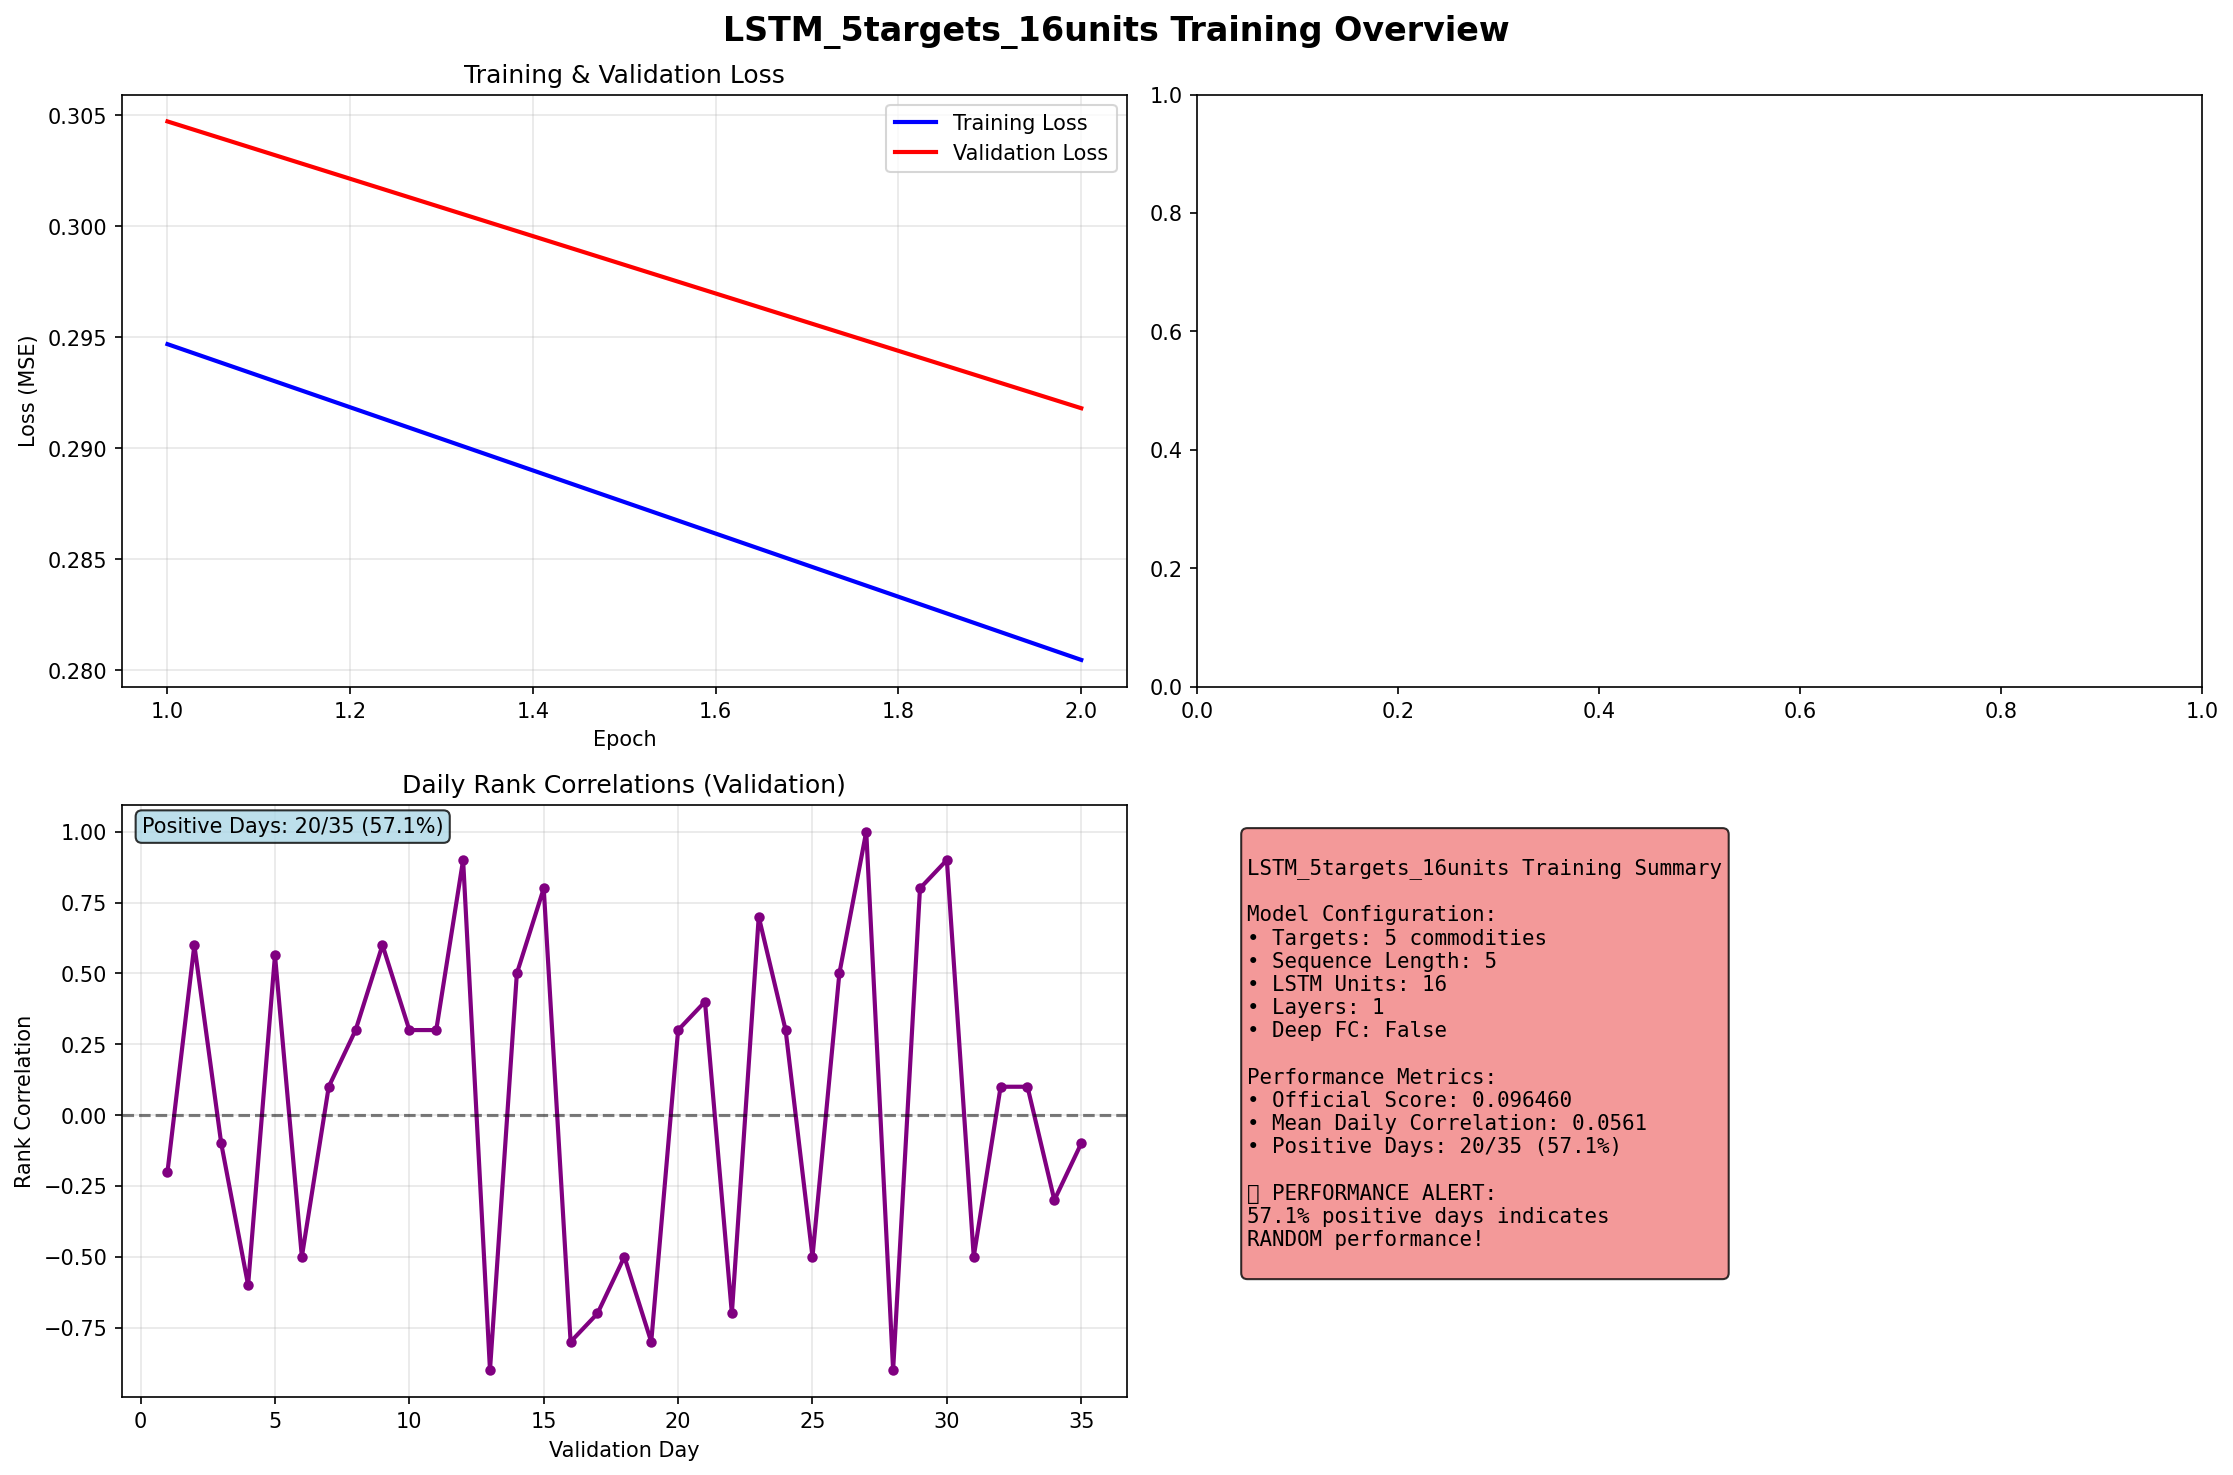 LSTM_5targets_16units Training Overview
Training & Validation Loss
Training Loss
Validation Loss
0.305
0.300
0.295
0.290
0.285
0.280
Loss (MSE)
1.0
1.2
1.4
1.6
1.8
2.0
Epoch
1.0
0.8
0.6
0.4
0.2
0.0
0.0
0.2
0.4
0.6
0.8
1.0
Daily Rank Correlations (Validation)
Positive Days: 20/35 (57.1%)
1.00
0.75
0.50
0.25
0.00
−0.25
−0.50
−0.75
Rank Correlation
0
5
10
15
20
25
30
35
Validation Day
LSTM_5targets_16units Training Summary
Model Configuration:
• Targets: 5 commodities
• Sequence Length: 5
• LSTM Units: 16
• Layers: 1
• Deep FC: False
Performance Metrics:
• Official Score: 0.096460
• Mean Daily Correlation: 0.0561
• Positive Days: 20/35 (57.1%)
PERFORMANCE ALERT:
57.1% positive days indicates
RANDOM performance!